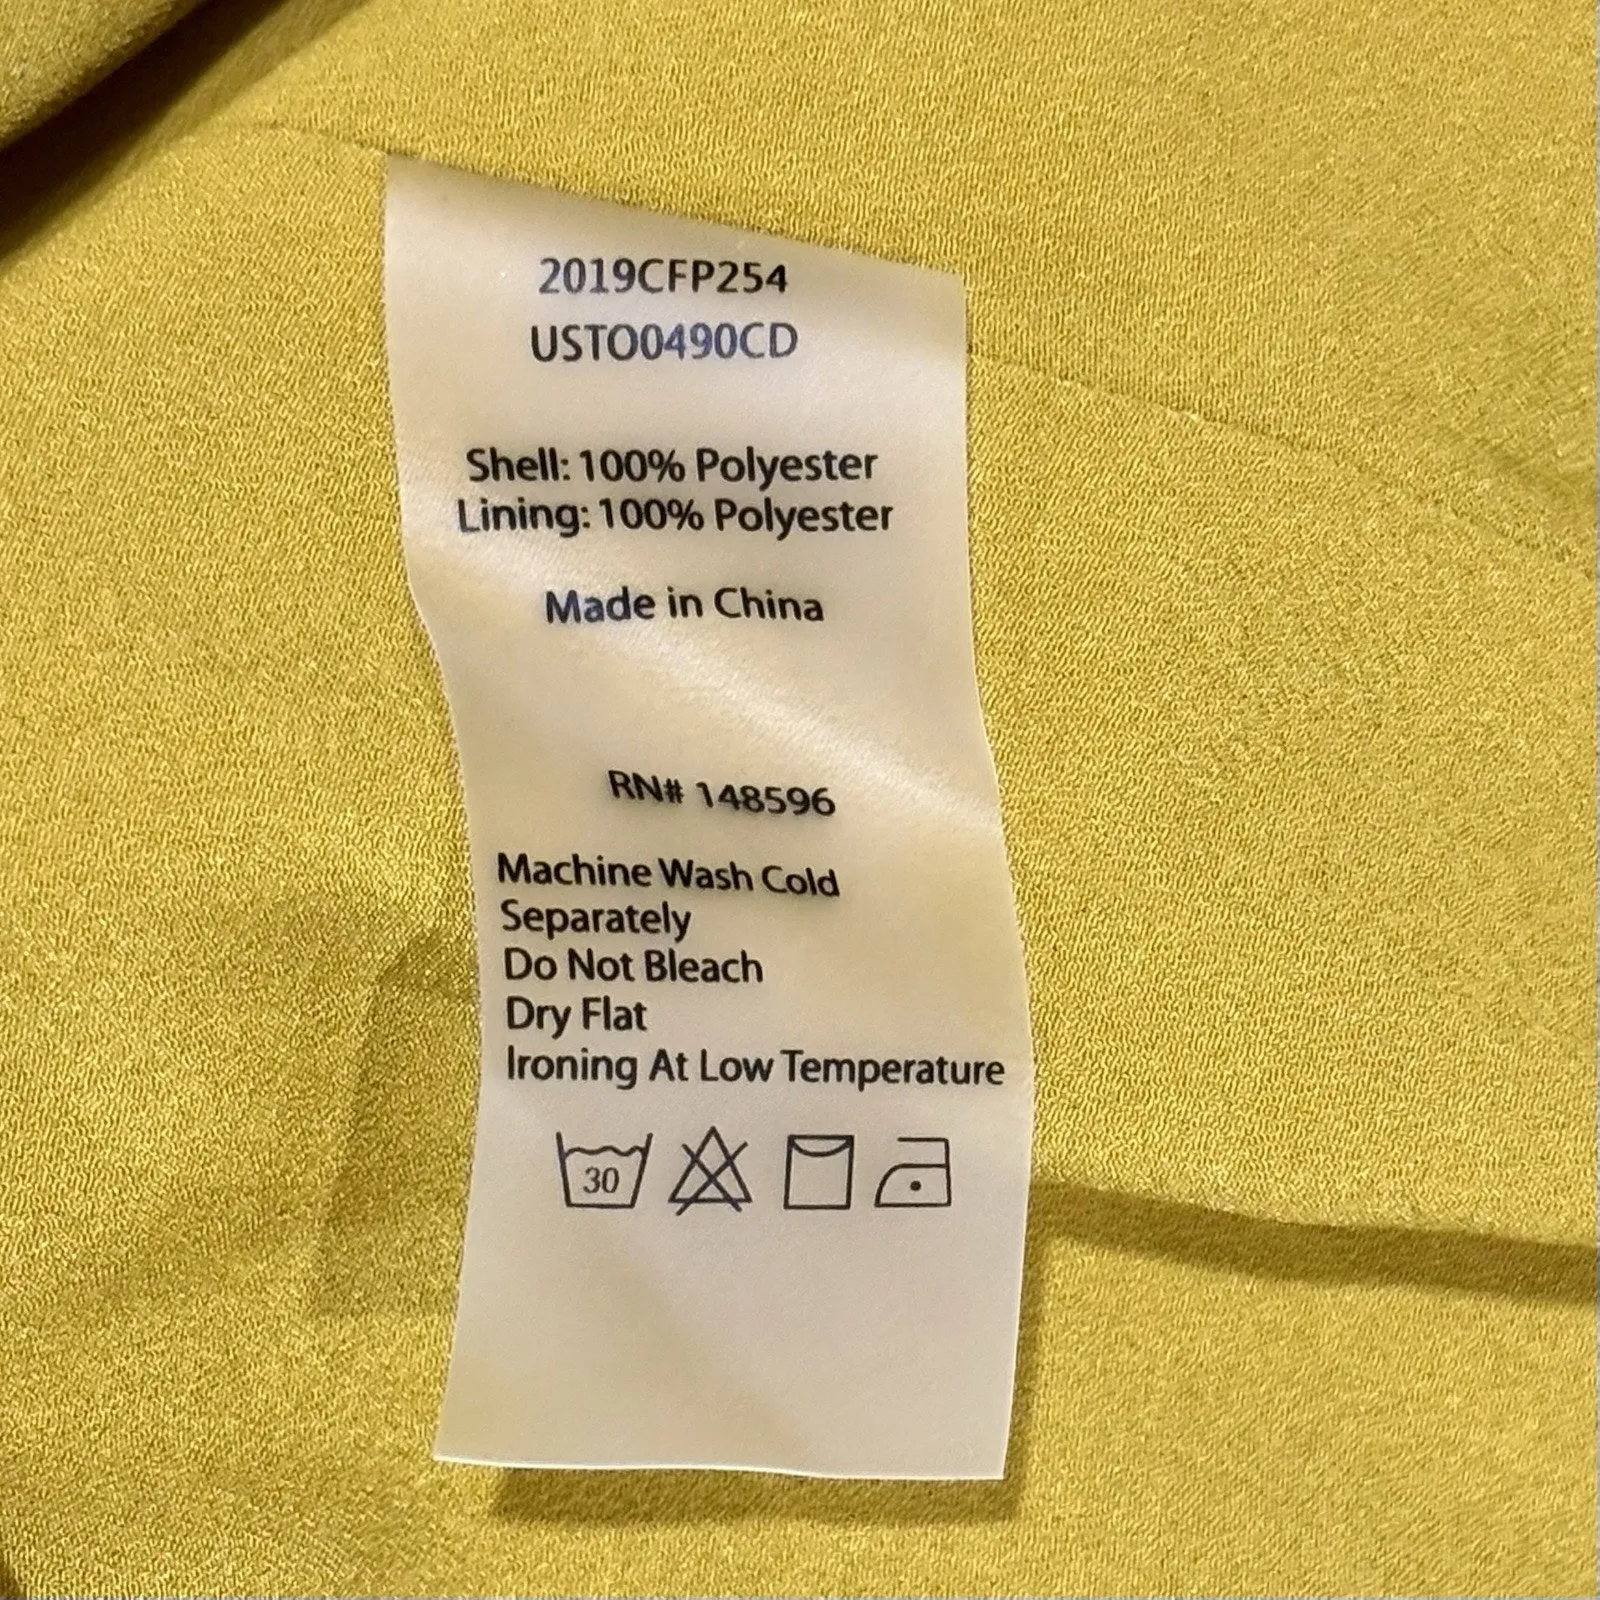 2019CFP254
USTO0490CD
Shell: 100% Polyester
Lining: 100% Polyester
Made in China
RN# 148596
Machine Wash Cold
Separately
Do Not Bleach
Dry Flat
Ironing At Low Temperature
30